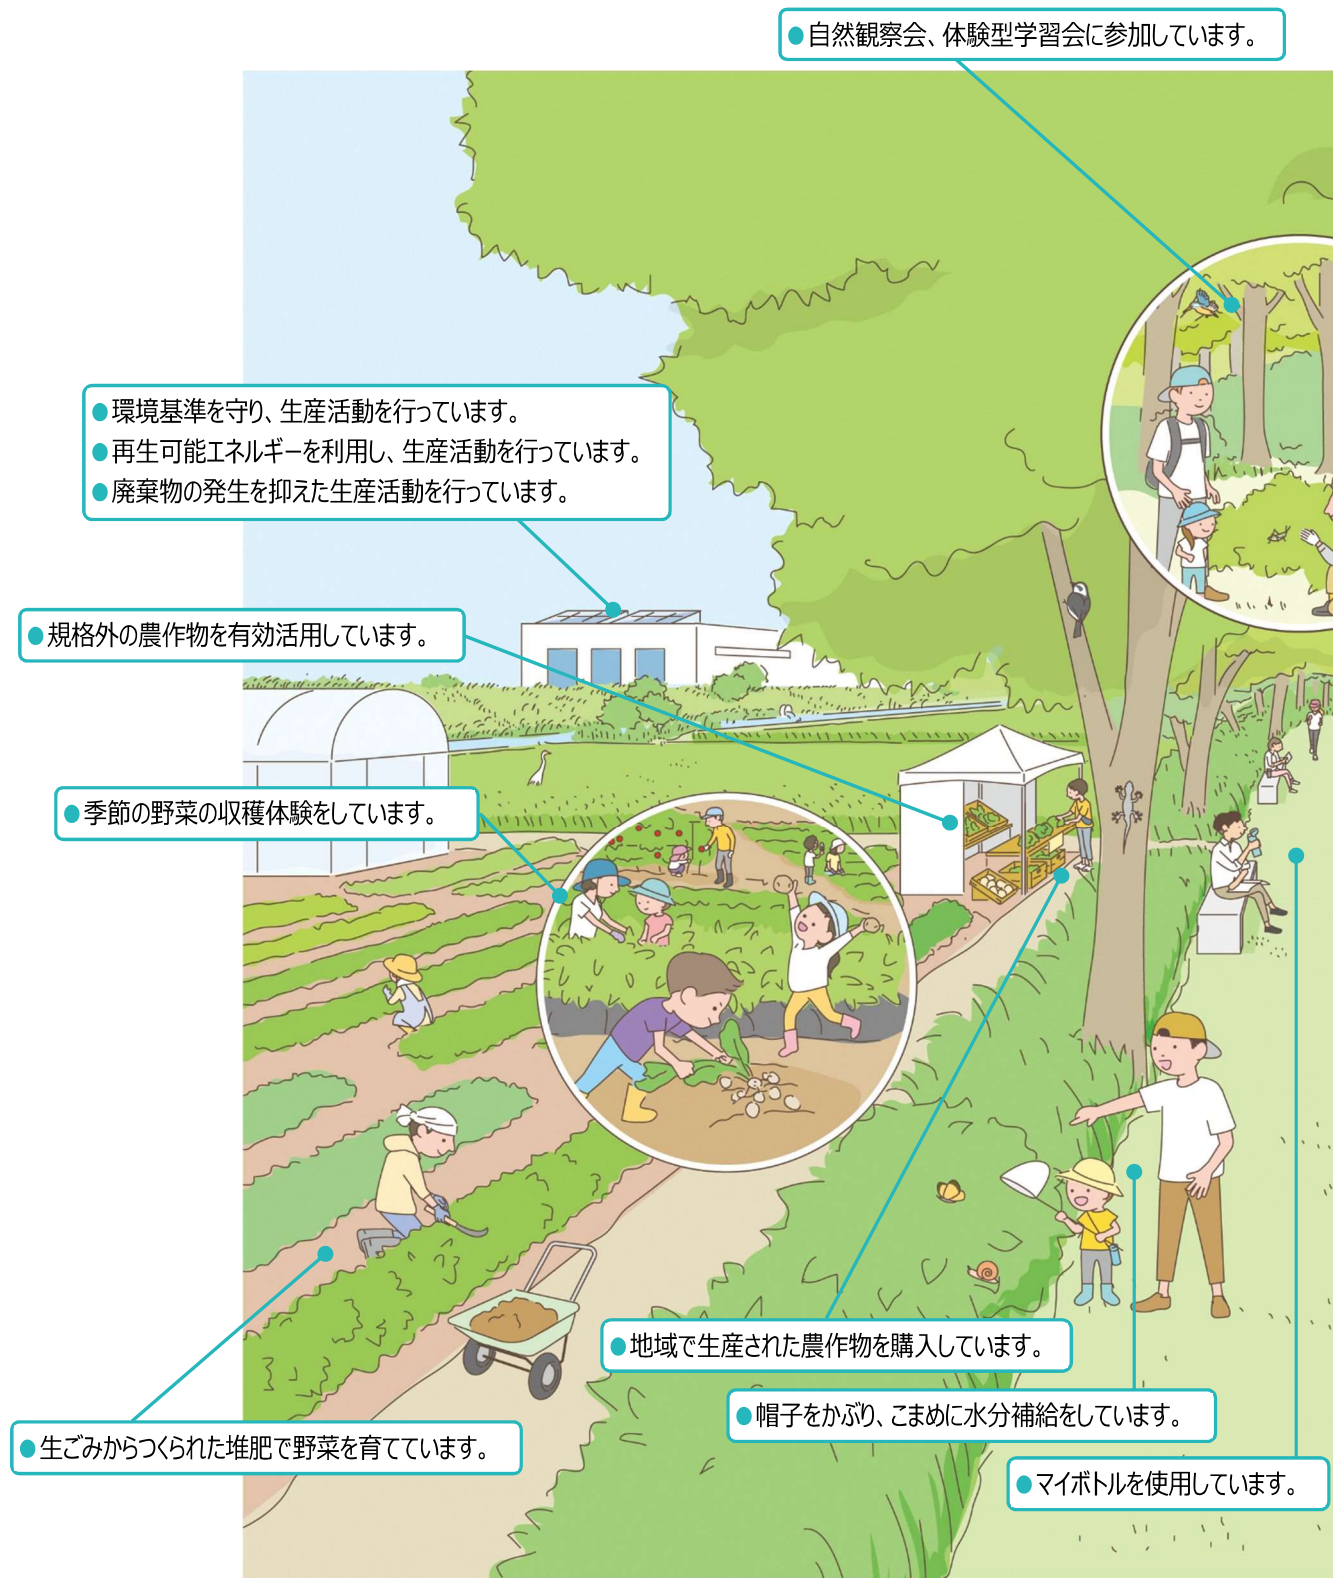 ●自然観察会、体験型学習会に参加しています。
●環境基準を守り、生産活動を行っています。
●再生可能エネルギーを利用し、生産活動を行っています。
●廃棄物の発生を抑えた生産活動を行っています。
●規格外の農作物を有効活用しています。
●季節の野菜の収穫体験をしています。
●地域で生産された農作物を購入しています。
●帽子をかぶり、こまめに水分補給をしています。
●生ごみからつくられた堆肥で野菜を育てています。
●マイボトルを使用しています。